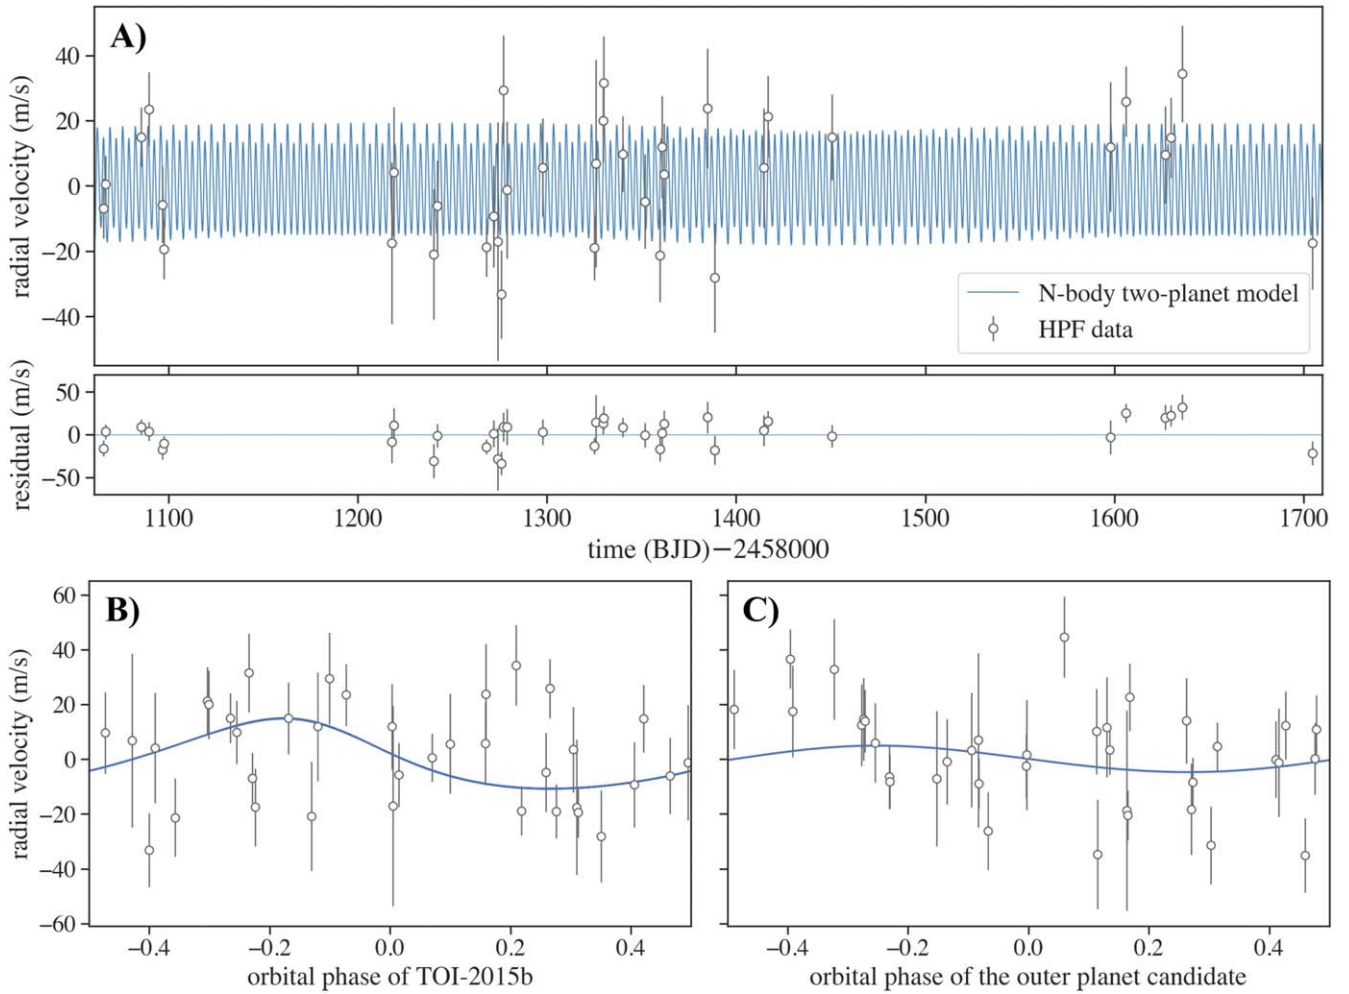 A)
40
20
0
−20
−40
radial velocity (m/s)
N-body two-planet model
HPF data
50
0
−50
residual (m/s)
1100 1200 1300 1400 1500 1600 1700
time (BJD)−2458000
B)
60
40
20
0
−20
−40
−60
radial velocity (m/s)
−0.4 −0.2 0.0 0.2 0.4
orbital phase of TOI-2015b
C)
−0.4 −0.2 0.0 0.2 0.4
orbital phase of the outer planet candidate